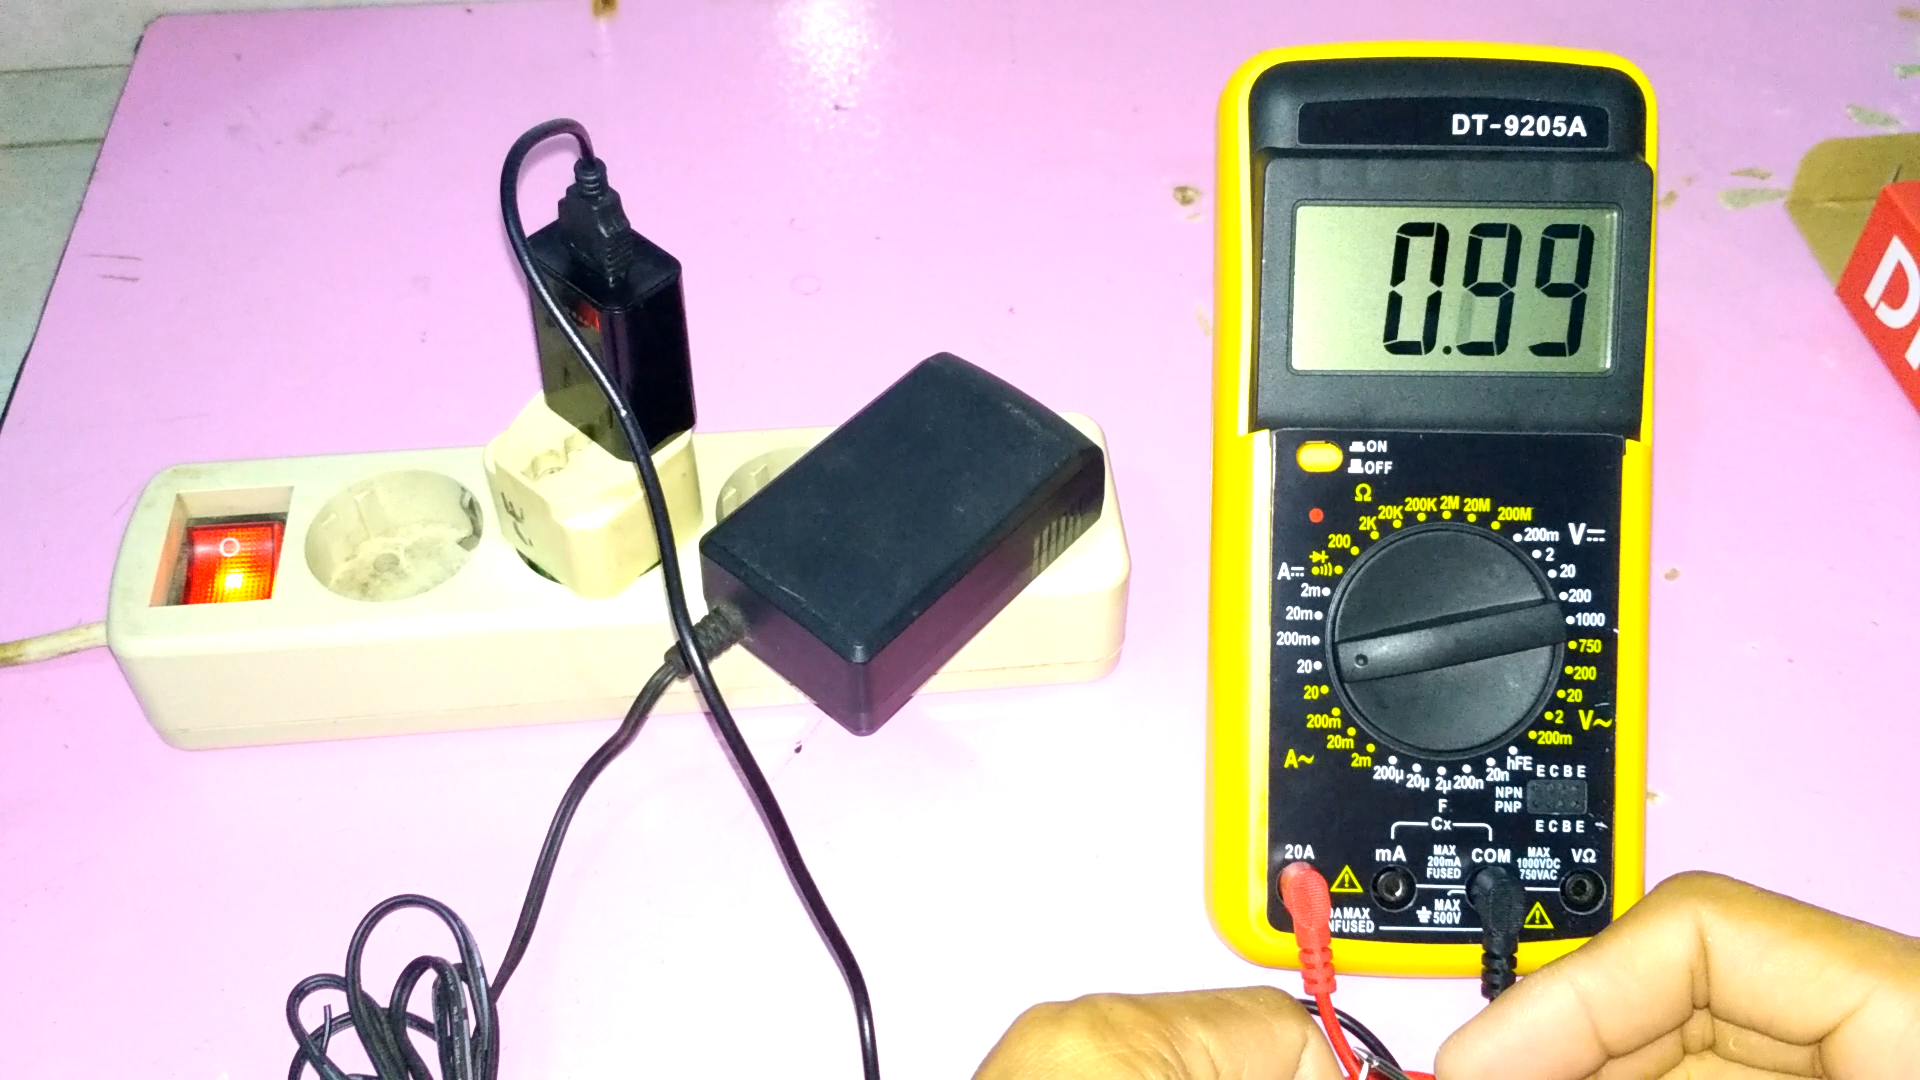 DT-9205A
0.99
ON
OFF
Ω
200
2K
20K
200K
2M
20M
200M
V
200m
2
20
200
1000
750
200
20
2
V~
200m
A
2m
20m
200m
20
20
200m
20m
2m
A~
200µ
20µ
2µ
200n
20n
hFE
F
Cx
E C B E
NPN
PNP
E C B E
20A
mA
MAX
200mA
FUSED
COM
MAX
1000VDC
750VAC
VΩ
MAX
500V